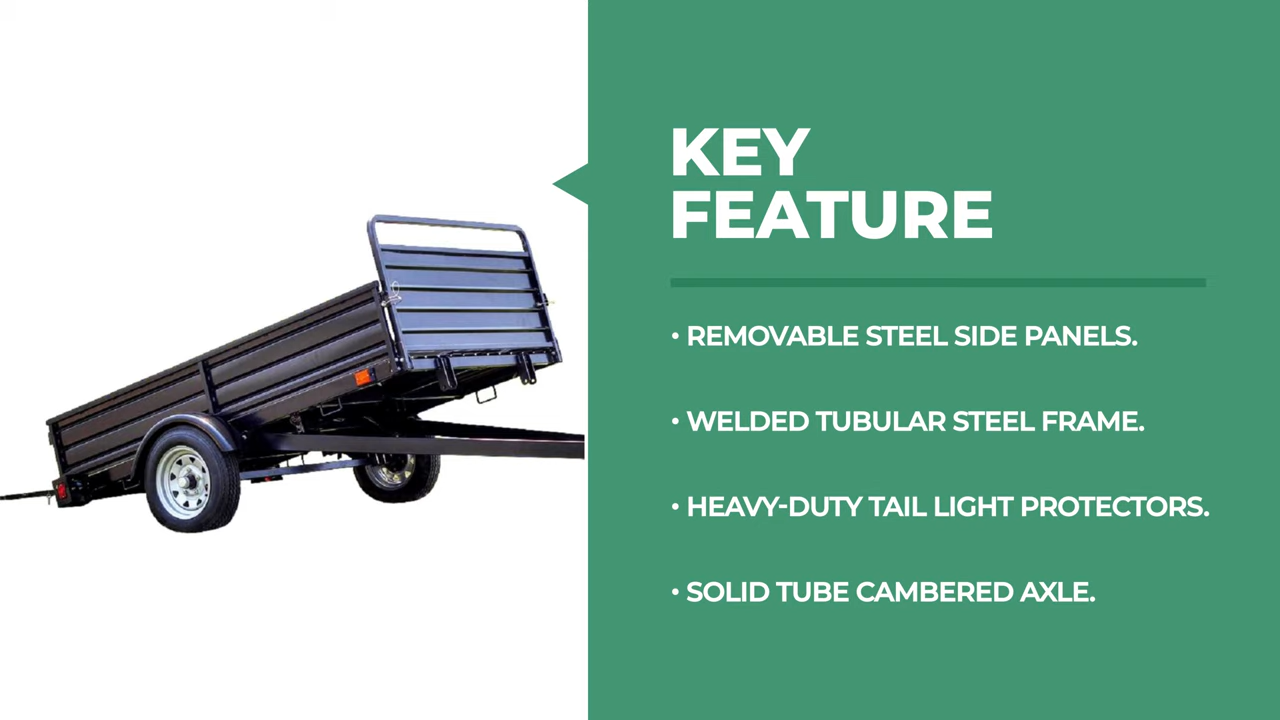 KEY
FEATURE
• REMOVABLE STEEL SIDE PANELS.
• WELDED TUBULAR STEEL FRAME.
• HEAVY-DUTY TAIL LIGHT PROTECTORS.
• SOLID TUBE CAMBERED AXLE.